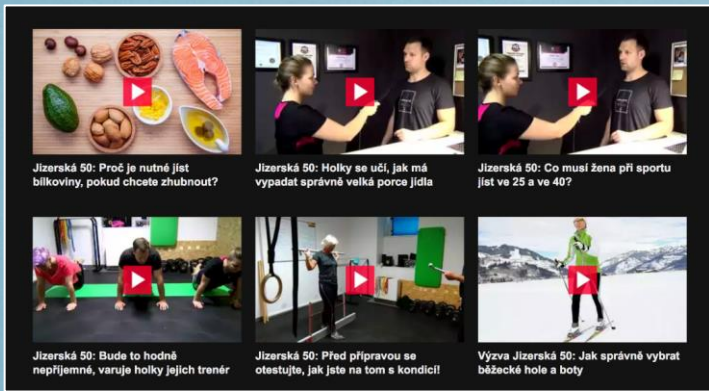 Jizerská 50: Proč je nutné jíst
bílkoviny, pokud chcete zhubnout?
Jizerská 50: Holky se učí, jak má
vypadat správně velká porce jídla
Jizerská 50: Co musí žena při sportu
jíst ve 25 a ve 40?
Jizerská 50: Bude to hodně
nepříjemné, varuje holky jejich trenér
Jizerská 50: Před přípravou se
otestujte, jak jste na tom s kondicí!
Výzva Jizerská 50: Jak správně vybrat
běžecké hole a boty